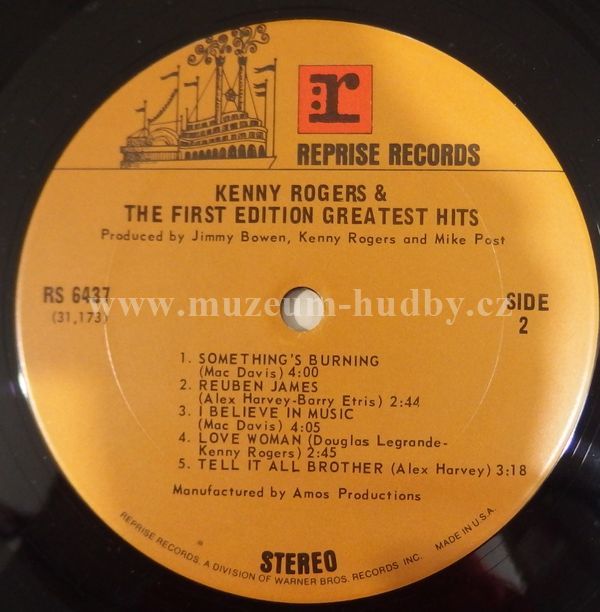 r:
REPRISE RECORDS
KENNY ROGERS &
THE FIRST EDITION GREATEST HITS
Produced by Jimmy Bowen, Kenny Rogers and Mike Post
RS 6437
(31,173)
www.muzeum-hudby.cz
SIDE
2
1. SOMETHING'S BURNING
(Mac Davis) 4:00
2. REUBEN JAMES
(Alex Harvey-Barry Etris) 2:44
3. I BELIEVE IN MUSIC
(Mac Davis) 4:05
4. LOVE WOMAN (Douglas Legrande-
Kenny Rogers) 2:45
5. TELL IT ALL BROTHER (Alex Harvey) 3:18
Manufactured by Amos Productions
STEREO
REPRISE RECORDS, A DIVISION OF WARNER BROS. RECORDS INC. MADE IN U.S.A.